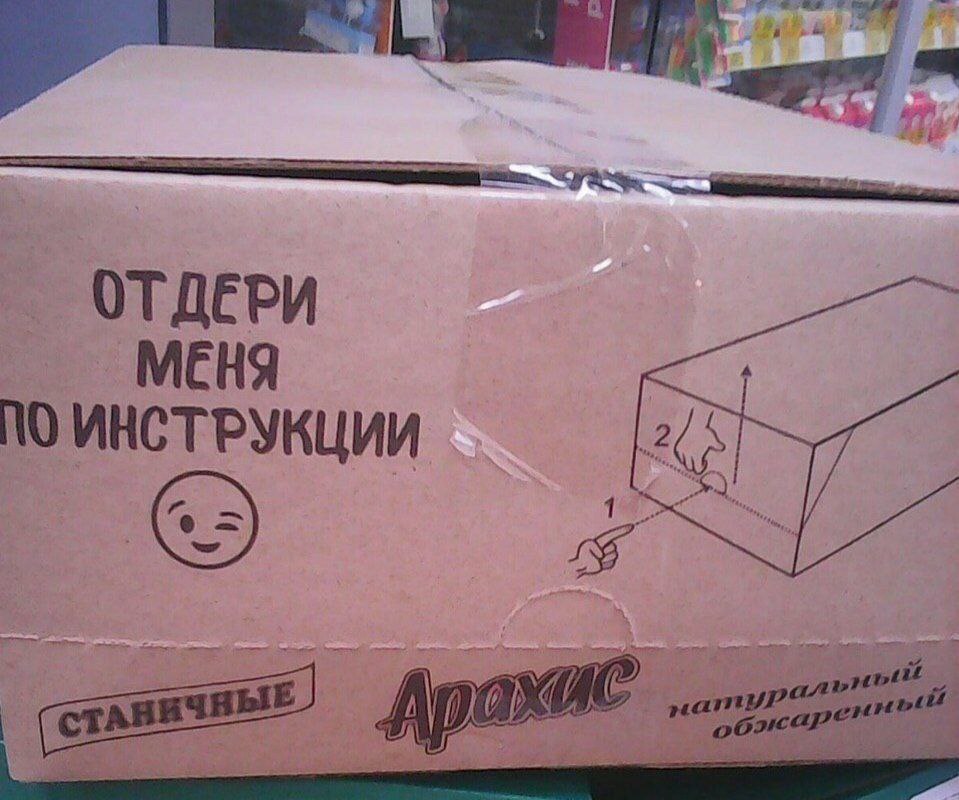 ОТДЕРИ
МЕНЯ
ПО ИНСТРУКЦИИ
2
1
СТАНИЧНЫЕ
Арахис
натуральный
обжаренный